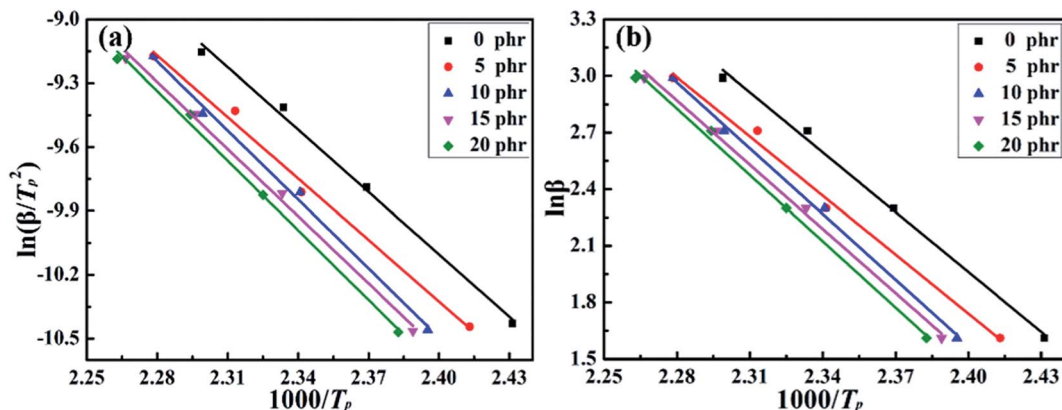 (a)
0 phr
5 phr
10 phr
15 phr
20 phr
ln(β/Tₚ²)
-9.0
-9.3
-9.6
-9.9
-10.2
-10.5
2.25 2.28 2.31 2.34 2.37 2.40 2.43
1000/Tₚ
(b)
0 phr
5 phr
10 phr
15 phr
20 phr
lnβ
3.5
3.0
2.7
2.4
2.1
1.8
1.5
2.25 2.28 2.31 2.34 2.37 2.40 2.43
1000/Tₚ